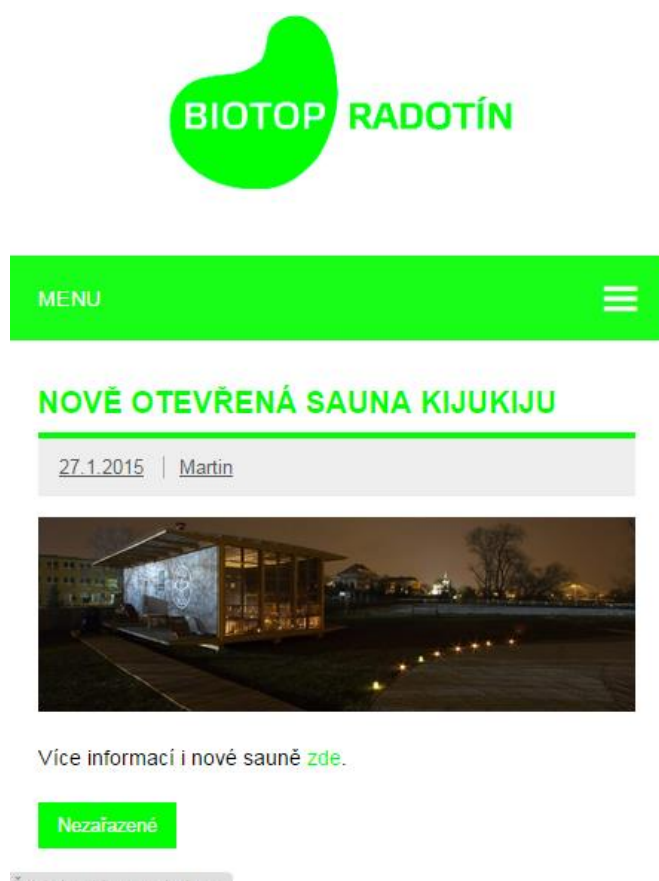 BIOTOP RADOTÍN
MENU
NOVĚ OTEVŘENÁ SAUNA KIJUKIJU
27.1.2015 | Martin
Více informací i nové sauně zde.
Nezařazené